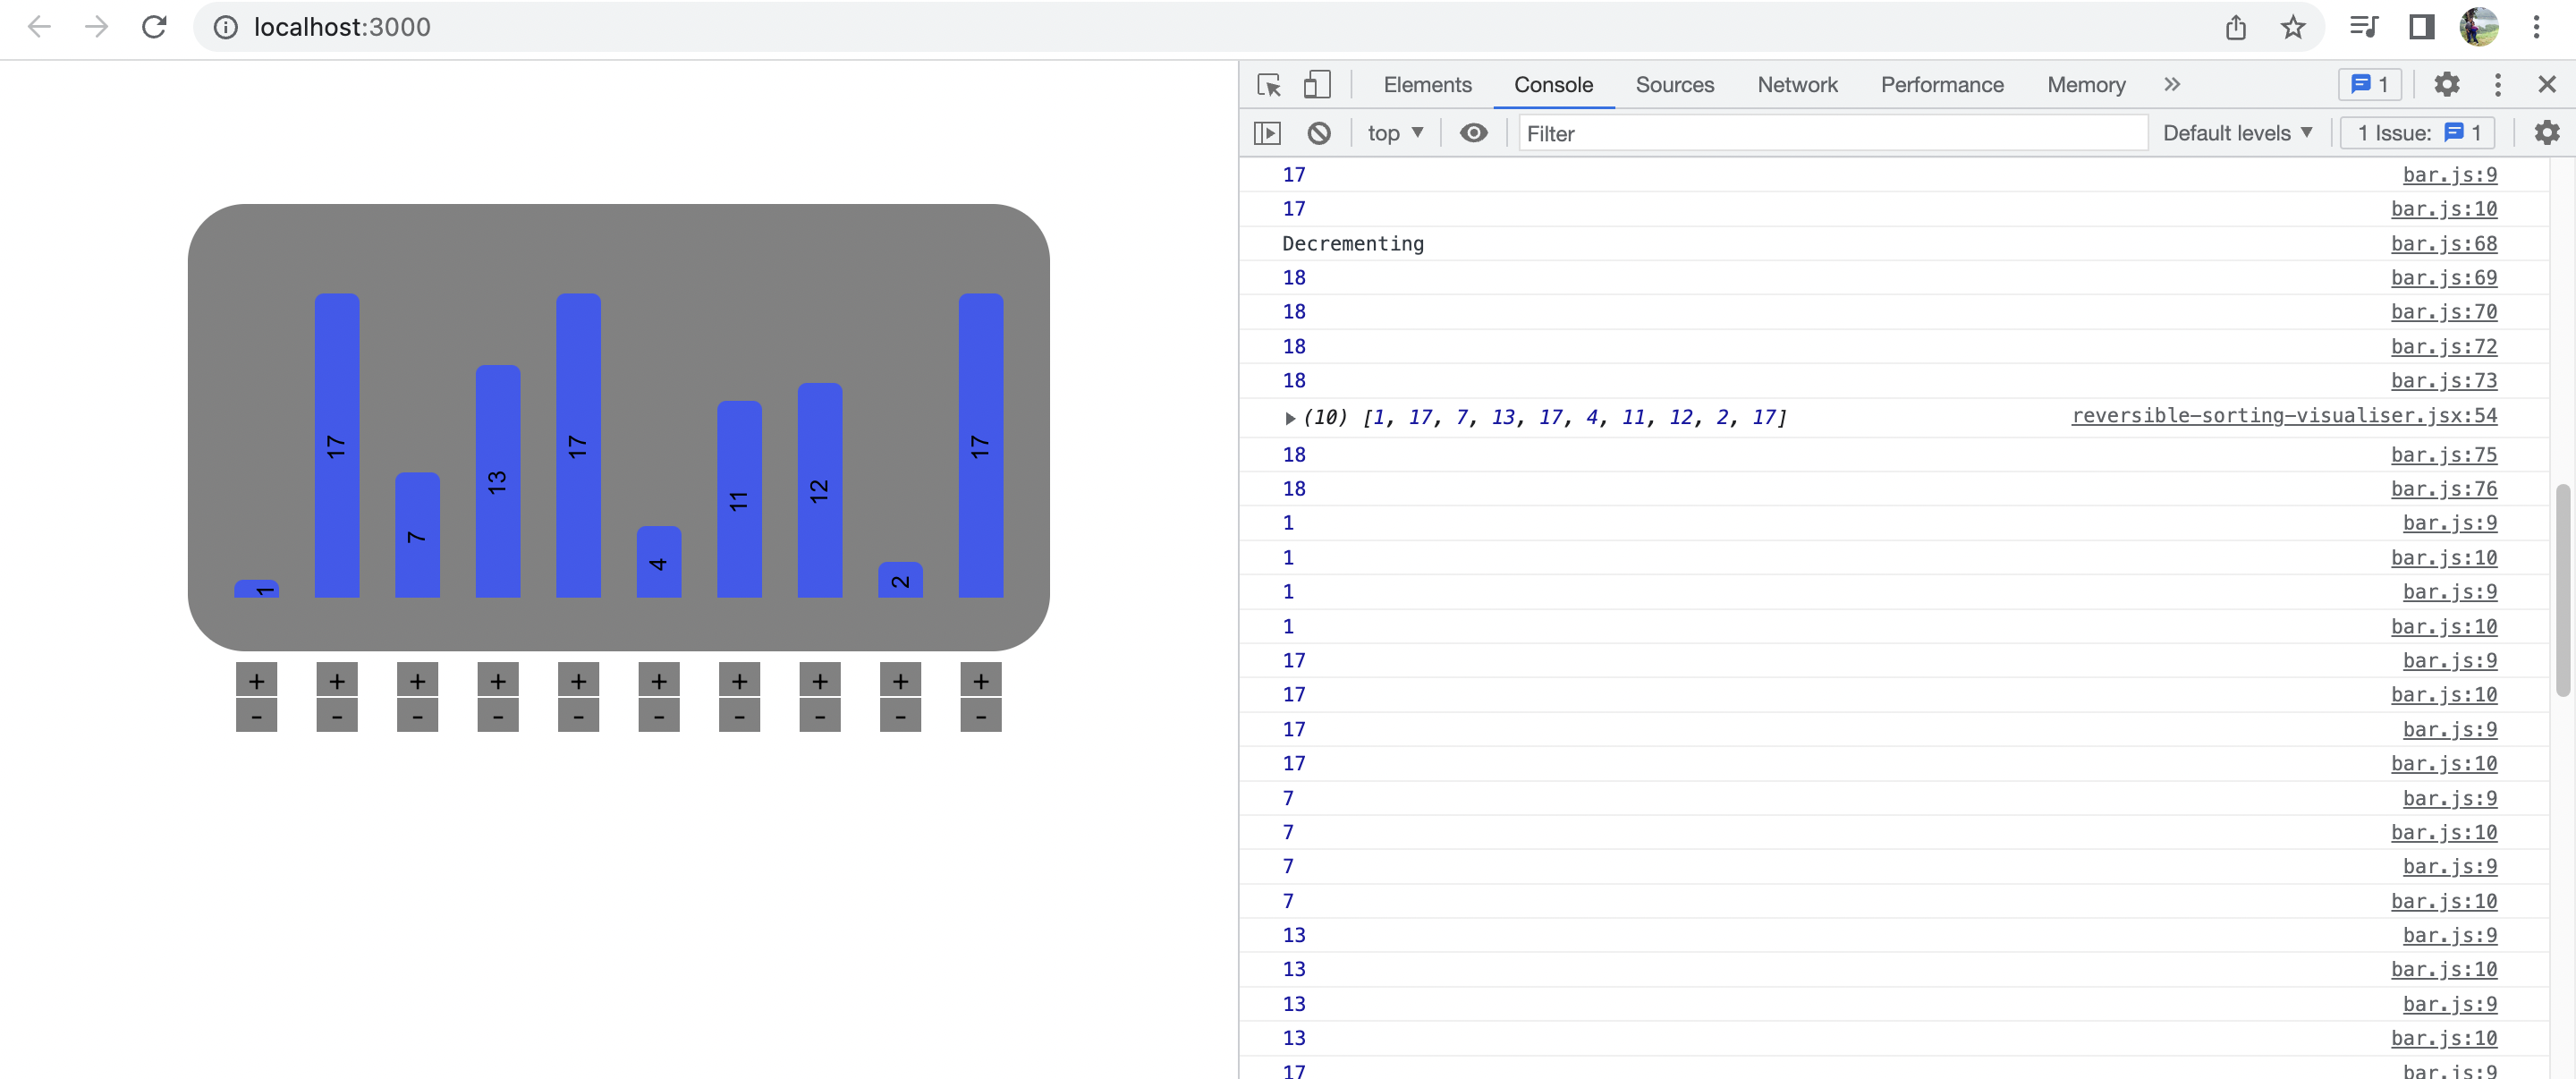 localhost:3000
Elements Console Sources Network Performance Memory 1
top Filter Default levels 1 Issue: 1
17 bar.js:9
17 bar.js:10
Decrementing bar.js:68
18 bar.js:69
18 bar.js:70
18 bar.js:72
18 bar.js:73
(10) [1, 17, 7, 13, 17, 4, 11, 12, 2, 17] reversible-sorting-visualiser.jsx:54
18 bar.js:75
18 bar.js:76
1 bar.js:9
1 bar.js:10
1 bar.js:9
1 bar.js:10
17 bar.js:9
17 bar.js:10
17 bar.js:9
17 bar.js:10
7 bar.js:9
7 bar.js:10
7 bar.js:9
7 bar.js:10
13 bar.js:9
13 bar.js:10
13 bar.js:9
13 bar.js:10
17 bar.js:9
1 17 7 13 17 4 11 12 2 17
+ + + + + + + + + +
- - - - - - - - - -